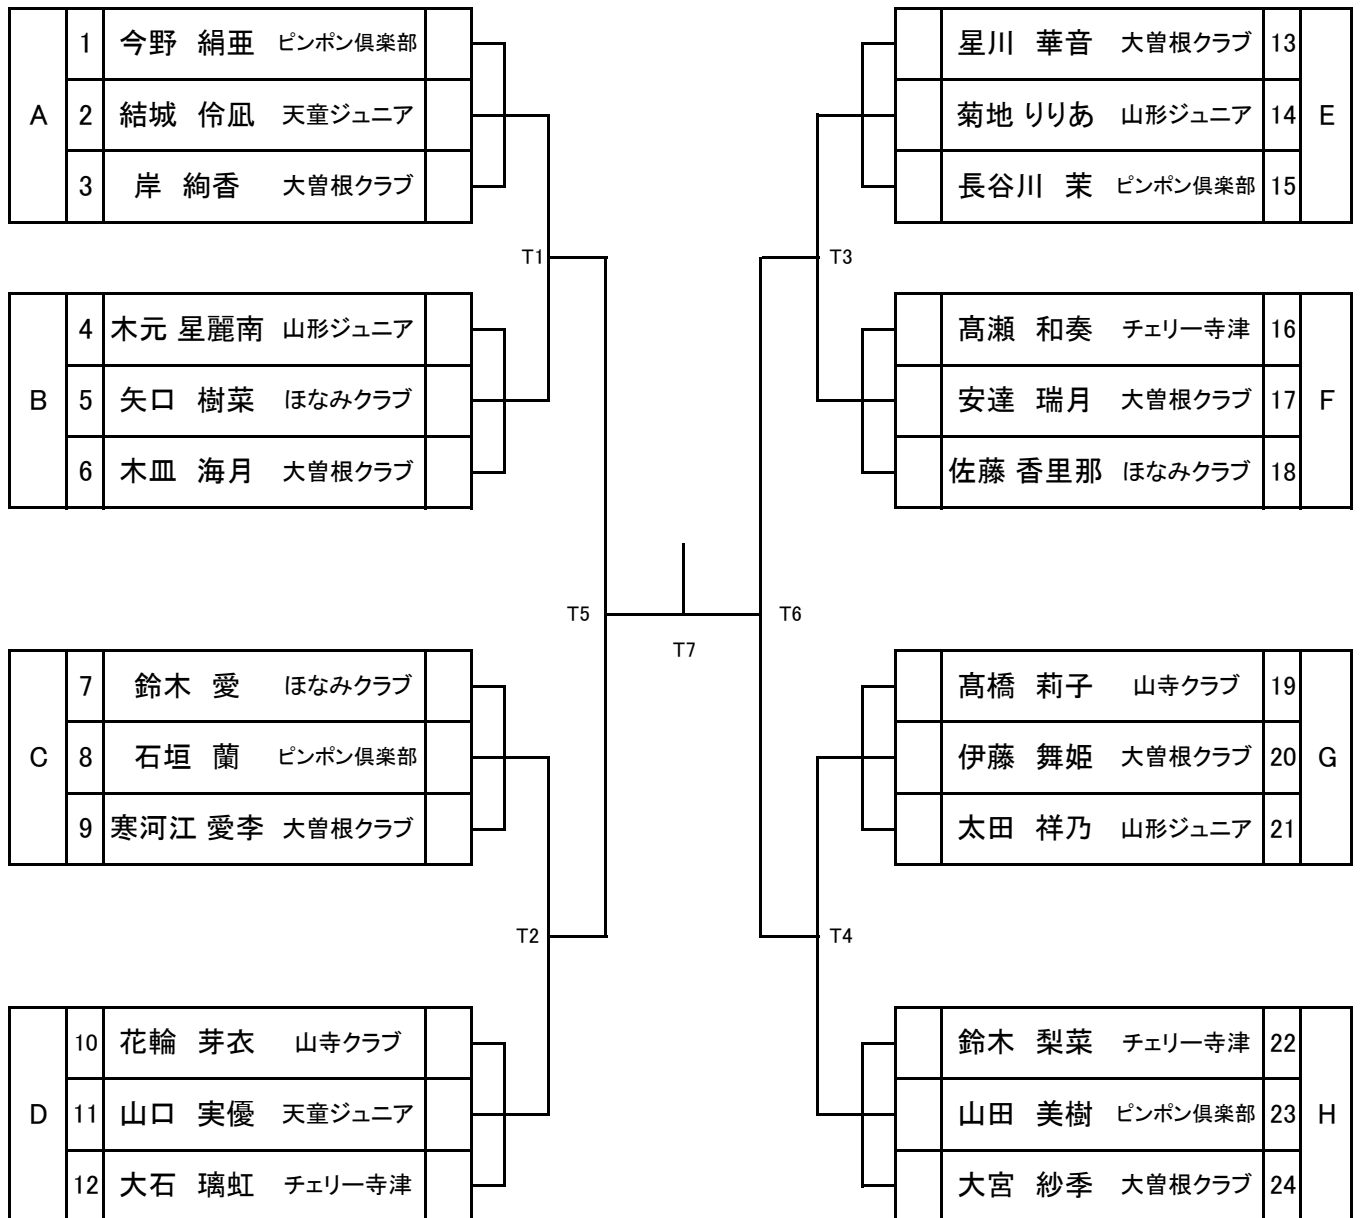 A
1 今野 絹亜 ピンポン倶楽部
2 結城 伶凪 天童ジュニア
3 岸 絢香 大曽根クラブ
T1
B
4 木元 星麗南 山形ジュニア
5 矢口 樹菜 ほなみクラブ
6 木皿 海月 大曽根クラブ
T5
C
7 鈴木 愛 ほなみクラブ
8 石垣 蘭 ピンポン倶楽部
9 寒河江 愛李 大曽根クラブ
T2
D
10 花輪 芽衣 山寺クラブ
11 山口 実優 天童ジュニア
12 大石 璃虹 チェリー寺津
T7
星川 華音 大曽根クラブ 13
菊地 りりあ 山形ジュニア 14
長谷川 茉 ピンポン倶楽部 15
E
T3
髙瀬 和奏 チェリー寺津 16
安達 瑞月 大曽根クラブ 17
佐藤 香里那 ほなみクラブ 18
F
T6
髙橋 莉子 山寺クラブ 19
伊藤 舞姫 大曽根クラブ 20
太田 祥乃 山形ジュニア 21
G
T4
鈴木 梨菜 チェリー寺津 22
山田 美樹 ピンポン倶楽部 23
大宮 紗季 大曽根クラブ 24
H